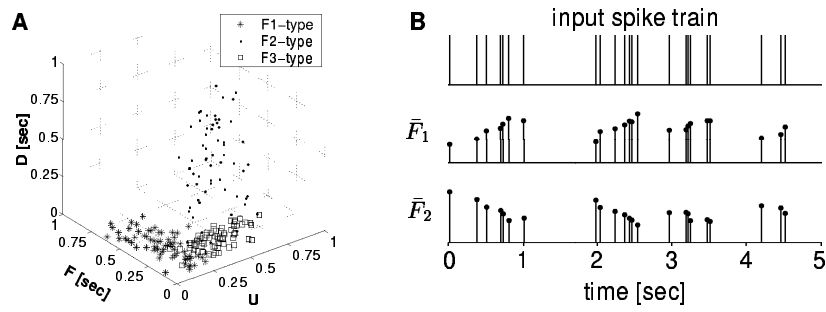 A
F1-type
F2-type
F3-type
D [sec]
1
0.75
0.5
0.25
0
1
0.75
0.5
0.25
0
F [sec]
0
0.25
0.5
0.75
1
U
B
input spike train
F̄1
F̄2
0 1 2 3 4 5
time [sec]